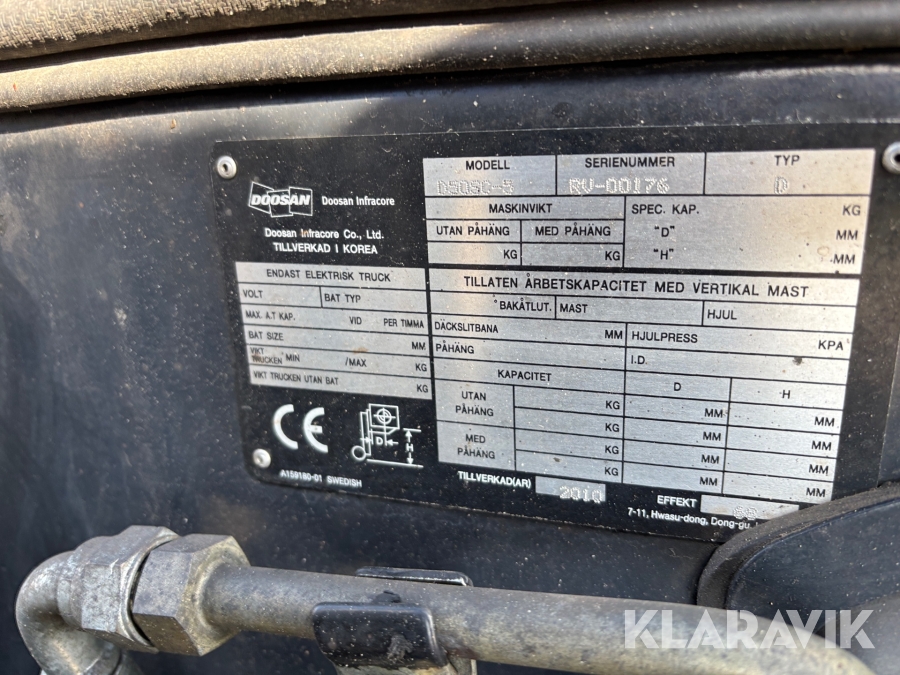 MODELL
SERIENUMMER
TYP
D50SC-5
RV-00176
D
DOOSAN Doosan Infracore
Doosan Infracore Co., Ltd.
TILLVERKAD I KOREA
MASKINVIKT
UTAN PÅHÄNG
MED PÅHÄNG
KG
KG
SPEC. KAP.
KG
"D"
MM
"H"
MM
ENDAST ELEKTRISK TRUCK
VOLT
BAT TYP
MAX. A.T KAP.
VID
PER TIMMA
BAT SIZE
MM
VIKT TRUCKEN MIN
/MAX
KG
VIKT TRUCKEN UTAN BAT
KG
TILLATEN ÅRBETSKAPACITET MED VERTIKAL MAST
°BAKÅTLUT.
MAST
HJUL
DÄCKSLITBANA
MM
HJULPRESS
KPA
PÅHÄNG
I.D.
KAPACITET
D
H
UTAN PÅHÄNG
KG
MM
MM
KG
MM
MM
MED PÅHÄNG
KG
MM
MM
KG
MM
MM
CE
D
H
A159180-01 SWEDISH
TILLVERKAD(AR)
2010
EFFEKT
7-11, Hwasu-dong, Dong-gu,
KLARAVIK